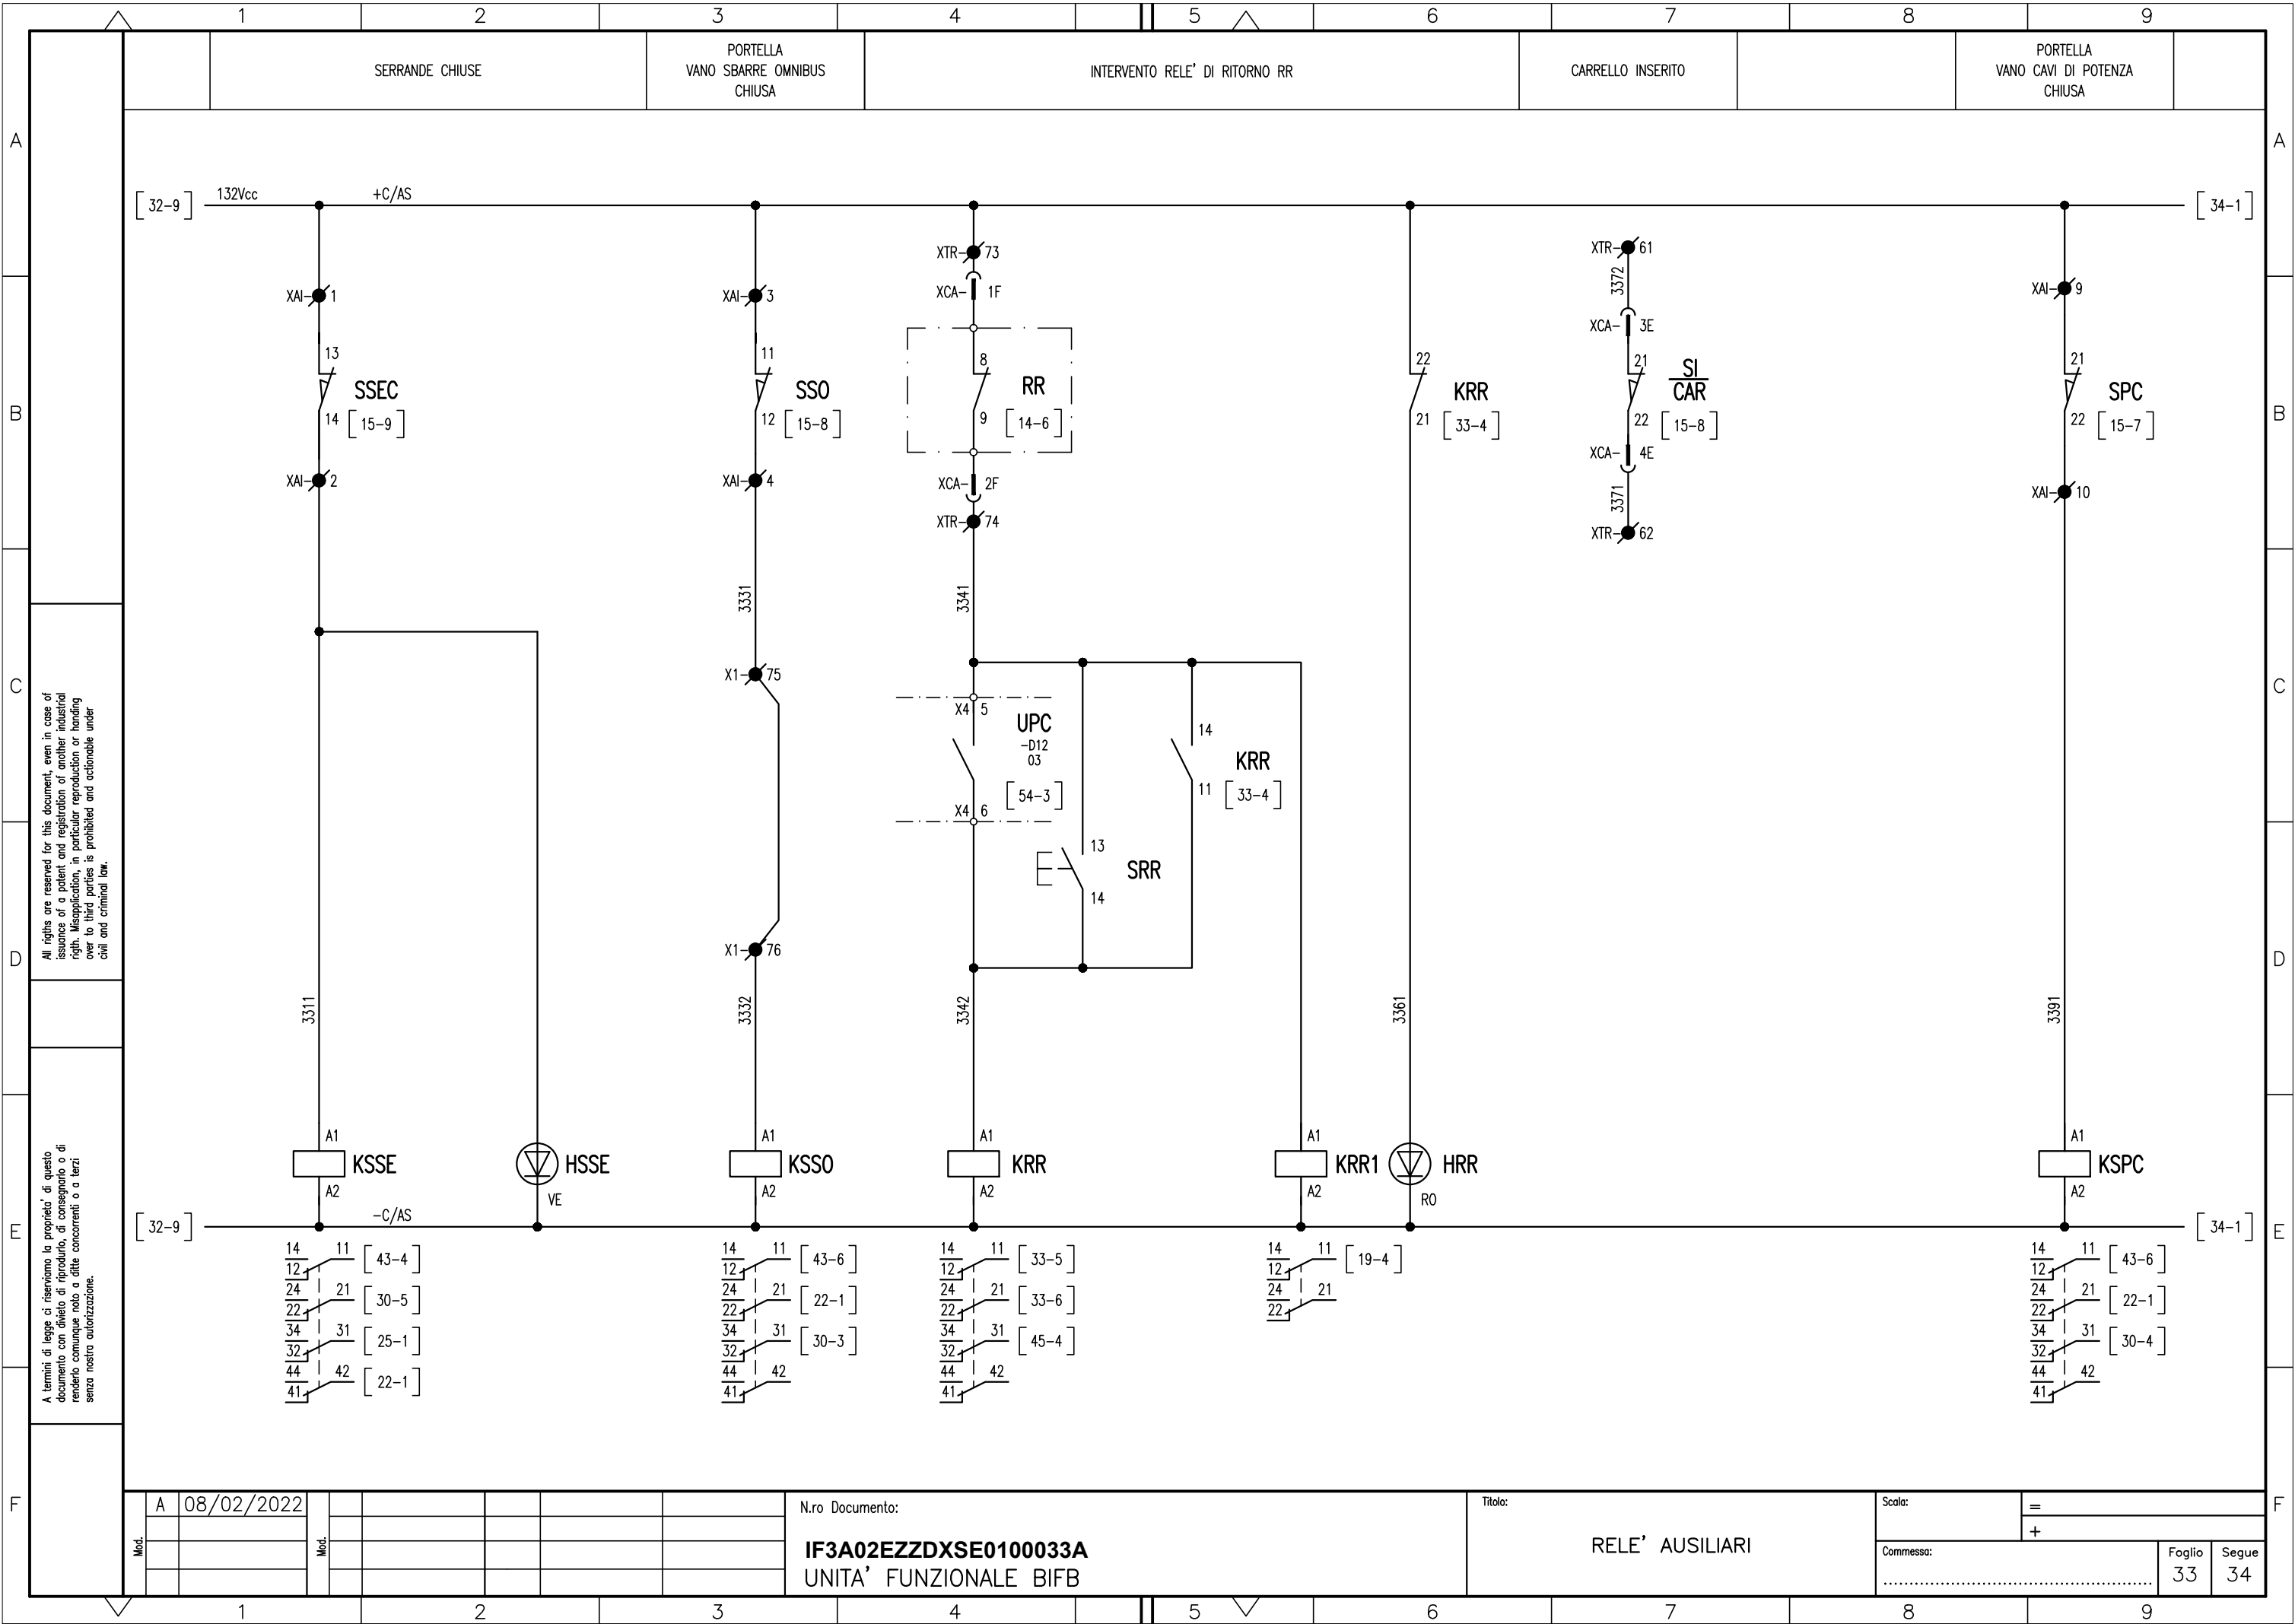 1 2 3 4 5 6 7 8 9
SERRANDE CHIUSE
PORTELLA
VANO SBARRE OMNIBUS
CHIUSA
INTERVENTO RELE' DI RITORNO RR
CARRELLO INSERITO
PORTELLA
VANO CAVI DI POTENZA
CHIUSA
A A
[32-9] 132Vcc +C/AS [34-1]
XAI- 1
13
SSEC
14 [15-9]
XAI- 2
3311
A1
KSSE
A2
HSSE
VE
XAI- 3
11
SSO
12 [15-8]
XAI- 4
3331
X1- 75
X1- 76
3332
A1
KSSO
A2
XTR- 73
XCA- 1F
8
RR
9 [14-6]
XCA- 2F
XTR- 74
3341
X4 5
UPC
-D12
03
[54-3]
X4 6
13
SRR
14
14
KRR
11 [33-4]
3342
A1
KRR
A2
A1
KRR1
A2
22
KRR
21 [33-4]
3361
HRR
RO
XTR- 61
3372
XCA- 3E
21
SI
CAR
22 [15-8]
XCA- 4E
3371
XTR- 62
XAI- 9
21
SPC
22 [15-7]
XAI- 10
3391
A1
KSPC
A2
B B
C C
D D
E E
[32-9] -C/AS [34-1]
14 11 [43-4]
12
24 21 [30-5]
22
34 31 [25-1]
32
44 42 [22-1]
41
14 11 [43-6]
12
24 21 [22-1]
22
34 31 [30-3]
32
44 42
41
14 11 [33-5]
12
24 21 [33-6]
22
34 31 [45-4]
32
44 42
41
14 11 [19-4]
12
24 21
22
14 11 [43-6]
12
24 21 [22-1]
22
34 31 [30-4]
32
44 42
41
All rigths are reserved for this document, even in case of
issuance of a patent and registration of another industrial
rigth. Misapplication, in particular reproduction or handing
over to third parties is prohibited and actionable under
civil and criminal law.
A termini di legge ci riserviamo la proprieta' di questo
documento con divieto di riprodurlo, di consegnarlo o di
renderlo comunque noto a ditte concorrenti o a terzi
senza nostra autorizzazione.
F F
A 08/02/2022
Mod. Mod.
N.ro Documento:
IF3A02EZZDXSE0100033A
UNITA' FUNZIONALE BIFB
Titolo:
RELE' AUSILIARI
Scala:
=
+
Commessa:
Foglio Segue
33 34
1 2 3 4 5 6 7 8 9